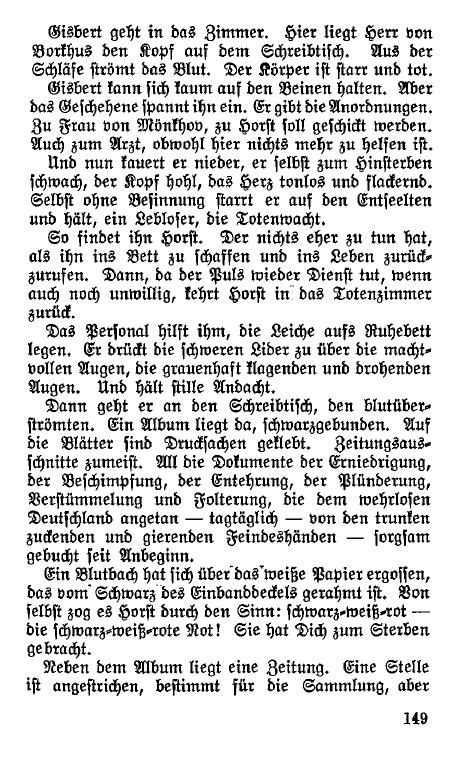 Gisbert geht in das Zimmer. Hier liegt Herr von
Borkhus den Kopf auf dem Schreibtisch. Aus der
Schläfe strömt das Blut. Der Körper ist starr und tot.
Gisbert kann sich kaum auf den Beinen halten. Aber
das Geschehene spannt ihn ein. Er gibt die Anordnungen.
Zu Frau von Mönkhov, zu Horst soll geschickt werden.
Auch zum Arzt, obwohl hier nichts mehr zu helfen ist.
Und nun kauert er nieder, er selbst zum Hinsterben
schwach, der Kopf hohl, das Herz tonlos und flackernd.
Selbst ohne Besinnung starrt er auf den Entseelten
und hält, ein Lebloser, die Totenwacht.
So findet ihn Horst. Der nichts eher zu tun hat,
als ihn ins Bett zu schaffen und ins Leben zurück-
zurufen. Dann, da der Puls wieder Dienst tut, wenn
auch noch unwillig, kehrt Horst in das Totenzimmer
zurück.
Das Personal hilft ihm, die Leiche aufs Ruhebett
legen. Er drückt die schweren Lider zu über die macht-
vollen Augen, die grauenhaft klagenden und drohenden
Augen. Und hält stille Andacht.
Dann geht er an den Schreibtisch, den blutüber-
strömten. Ein Album liegt da, schwarzgebunden. Auf
die Blätter sind Drucksachen geklebt. Zeitungsaus-
schnitte zumeist. All die Dokumente der Erniedrigung,
der Beschimpfung, der Entehrung, der Plünderung,
Verstümmelung und Folterung, die dem wehrlosen
Deutschland angetan — tagtäglich — von den trunken
zuckenden und gierenden Feindeshänden — sorgsam
gebucht seit Anbeginn.
Ein Blutbach hat sich über das weiße Papier ergossen,
das vom Schwarz des Einbanddeckels gerahmt ist. Von
selbst zog es Horst durch den Sinn: schwarz-weiß-rot —
die schwarz-weiß-rote Not! Sie hat Dich zum Sterben
gebracht.
Neben dem Album liegt eine Zeitung. Eine Stelle
ist angestrichen, bestimmt für die Sammlung, aber
149